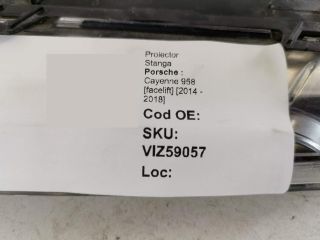 Proiector
Stanga
Porsche :
Cayenne 958
[facelift] [2014 -
2018]
Cod OE:
SKU:
VIZ59057
Loc: